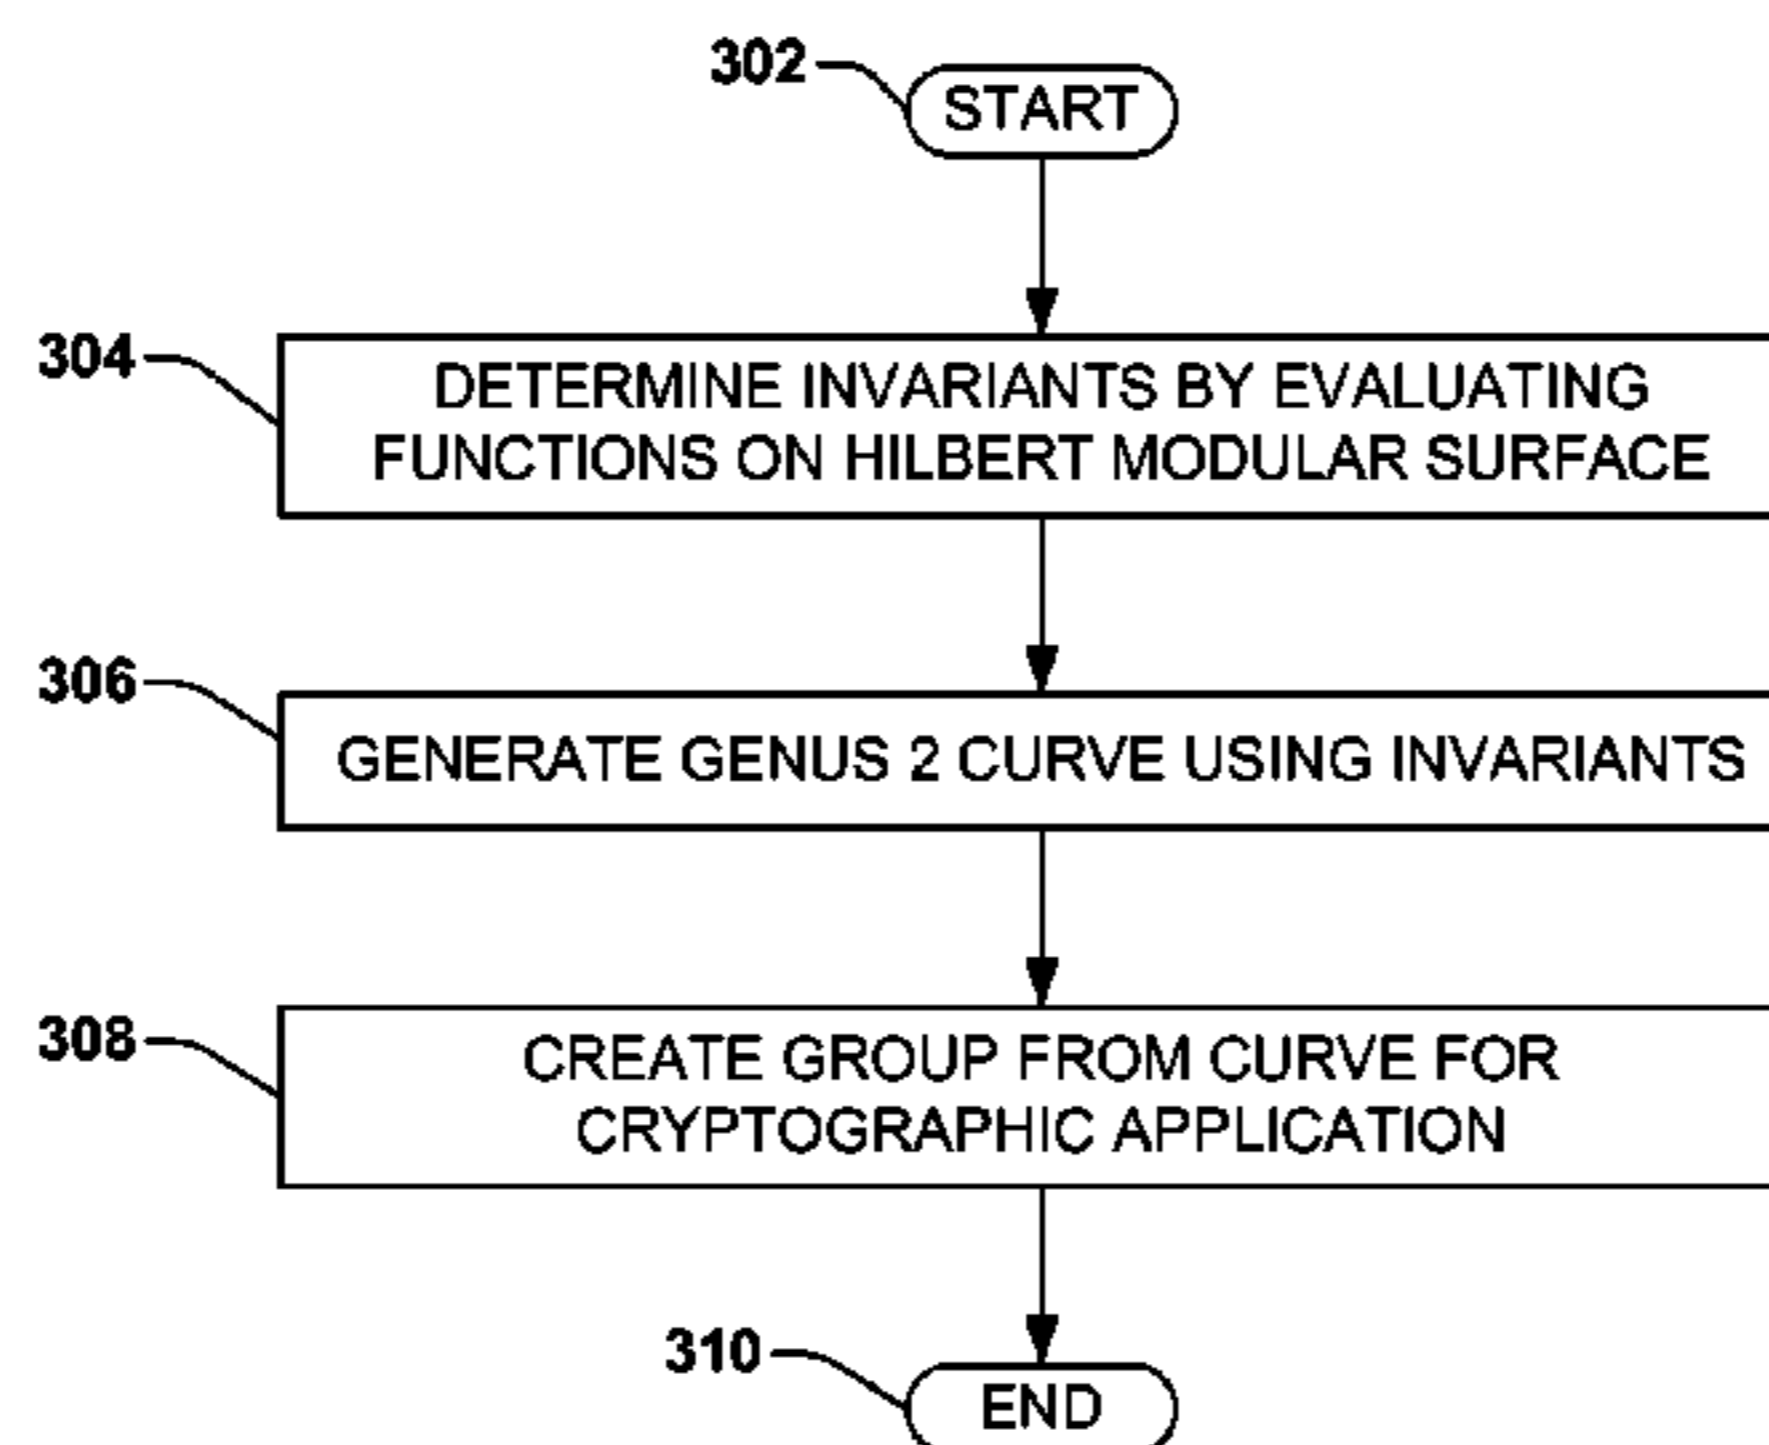 302
START
304
DETERMINE INVARIANTS BY EVALUATING
FUNCTIONS ON HILBERT MODULAR SURFACE
306
GENERATE GENUS 2 CURVE USING INVARIANTS
308
CREATE GROUP FROM CURVE FOR
CRYPTOGRAPHIC APPLICATION
310
END